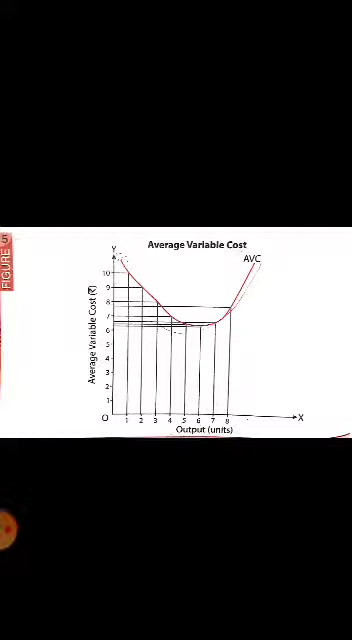 FIGURE 5
Average Variable Cost
Y
AVC
Average Variable Cost (₹)
10
9
8
7
6
5
4
3
2
1
O
1 2 3 4 5 6 7 8
X
Output (units)